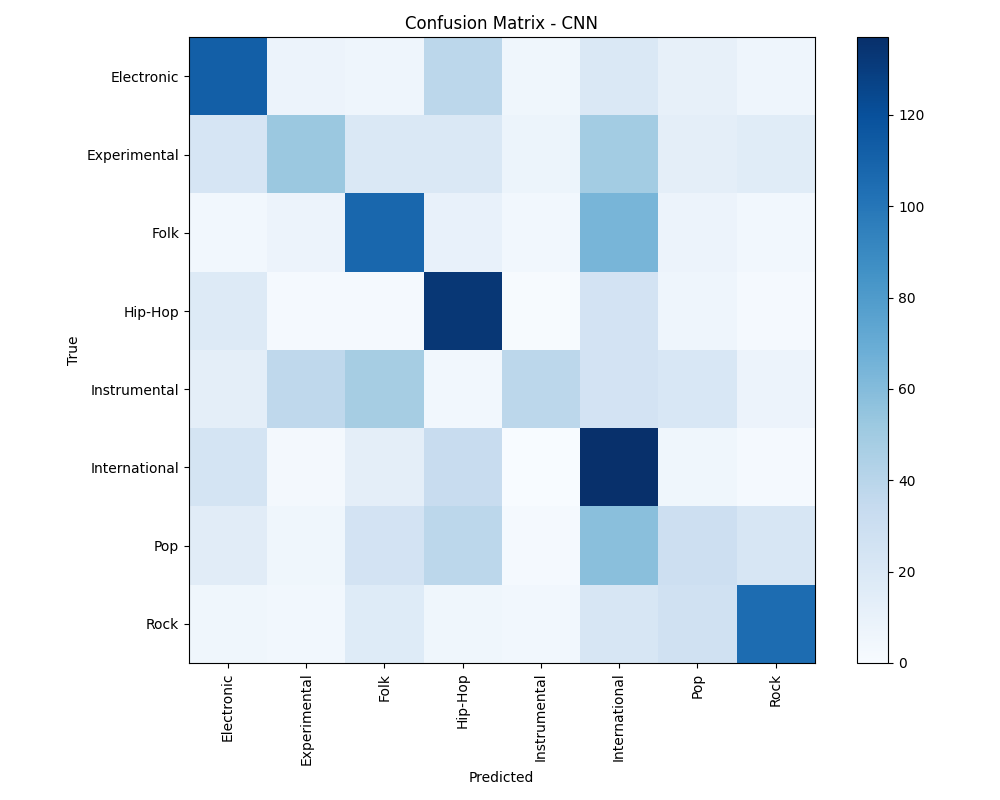 Confusion Matrix - CNN
True
Electronic
Experimental
Folk
Hip-Hop
Instrumental
International
Pop
Rock
Electronic
Experimental
Folk
Hip-Hop
Instrumental
International
Pop
Rock
Predicted
120
100
80
60
40
20
0